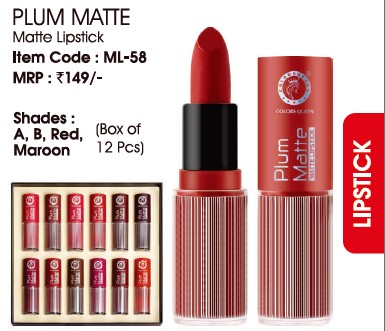 PLUM MATTE
Matte Lipstick
Item Code : ML-58
MRP : ₹149/-
Shades :
A, B, Red,
Maroon
(Box of
12 Pcs)
COLORS QUEEN
Plum
Matte
MATTE LIPSTICK
LIPSTICK